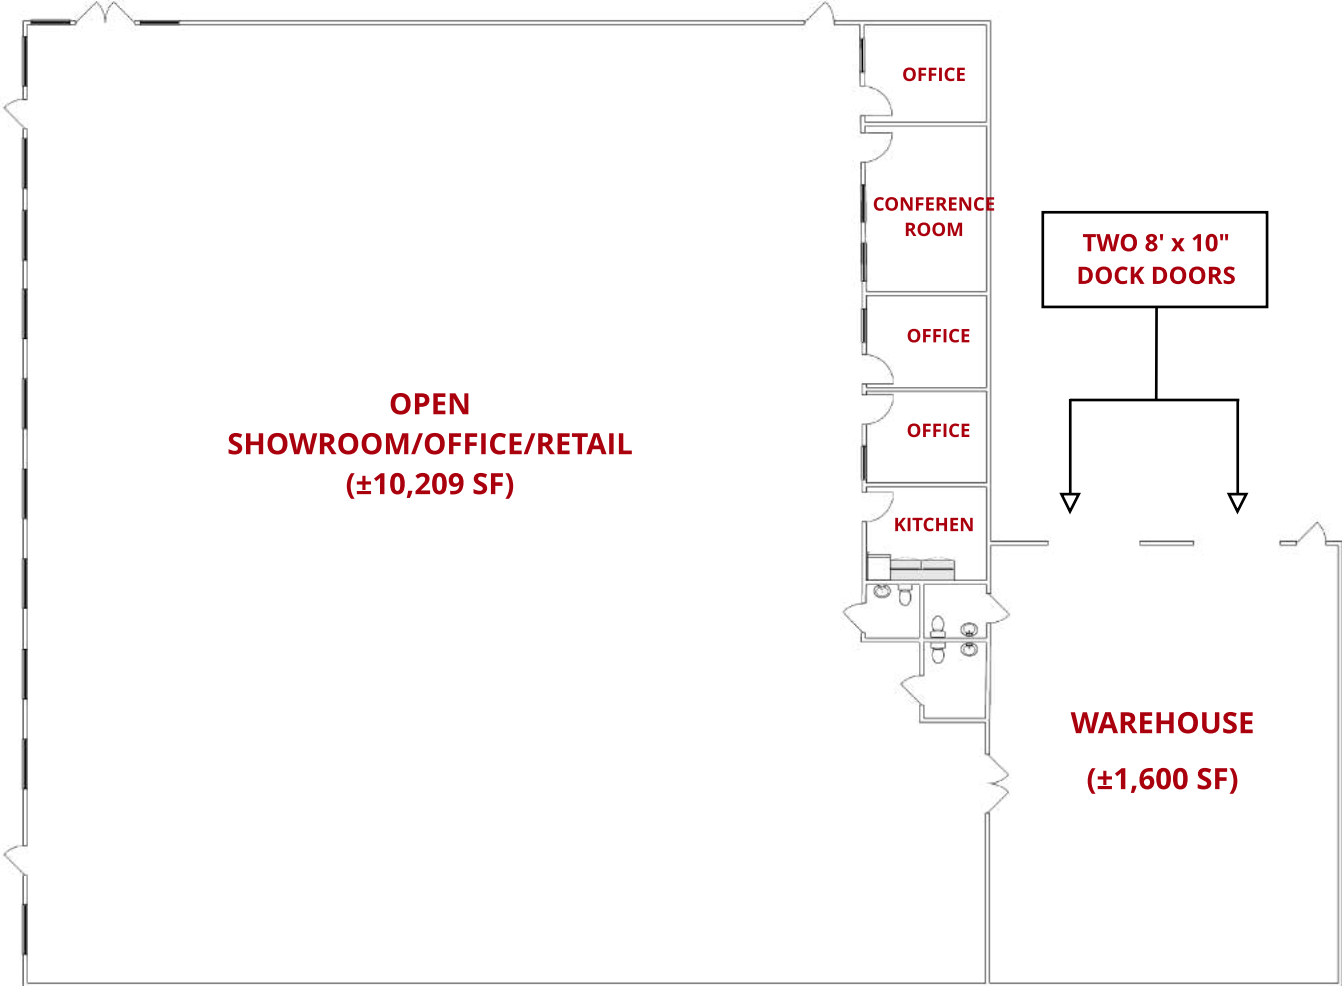 OFFICE
CONFERENCE
ROOM
TWO 8' x 10"
DOCK DOORS
OFFICE
OPEN
SHOWROOM/OFFICE/RETAIL
(±10,209 SF)
OFFICE
KITCHEN
WAREHOUSE
(±1,600 SF)